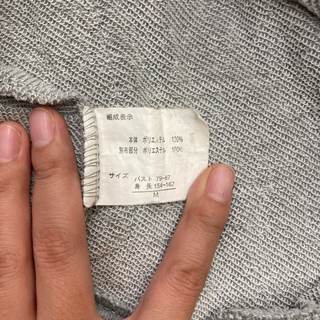 組成表示
本体 ポリエステル 100%
別布部分 ポリエステル 100%
サイズ バスト 79-87
身長 154-162
M